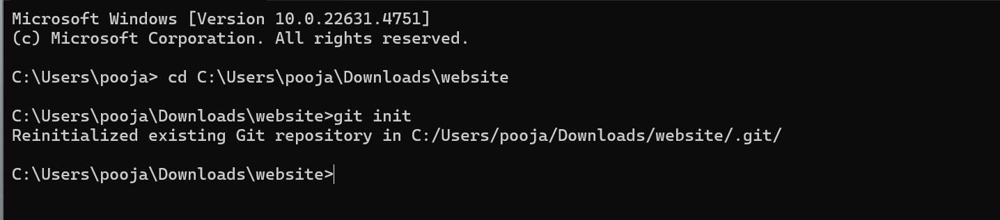 Microsoft Windows [Version 10.0.22631.4751]
(c) Microsoft Corporation. All rights reserved.
C:\Users\pooja> cd C:\Users\pooja\Downloads\website
C:\Users\pooja\Downloads\website>git init
Reinitialized existing Git repository in C:/Users/pooja/Downloads/website/.git/
C:\Users\pooja\Downloads\website>